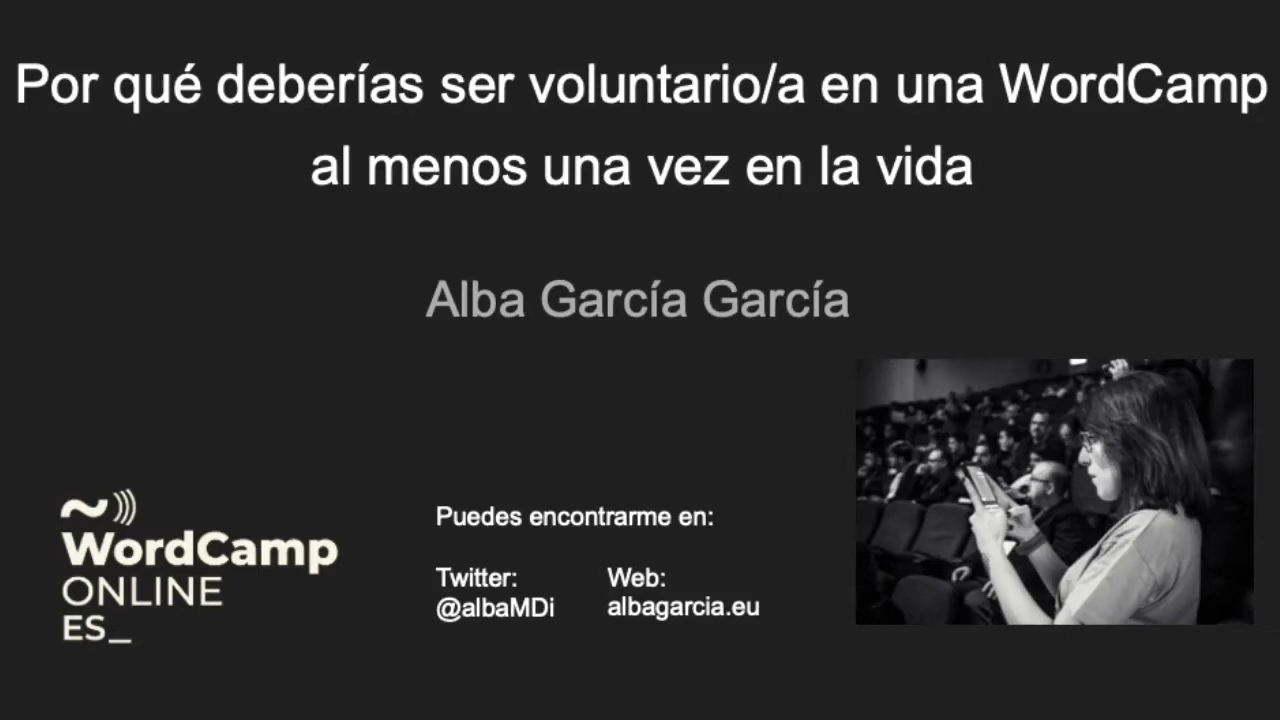 Por qué deberías ser voluntario/a en una WordCamp
al menos una vez en la vida
Alba García García
WordCamp
ONLINE
ES_
Puedes encontrarme en:
Twitter:
@albaMDi
Web:
albagarcia.eu